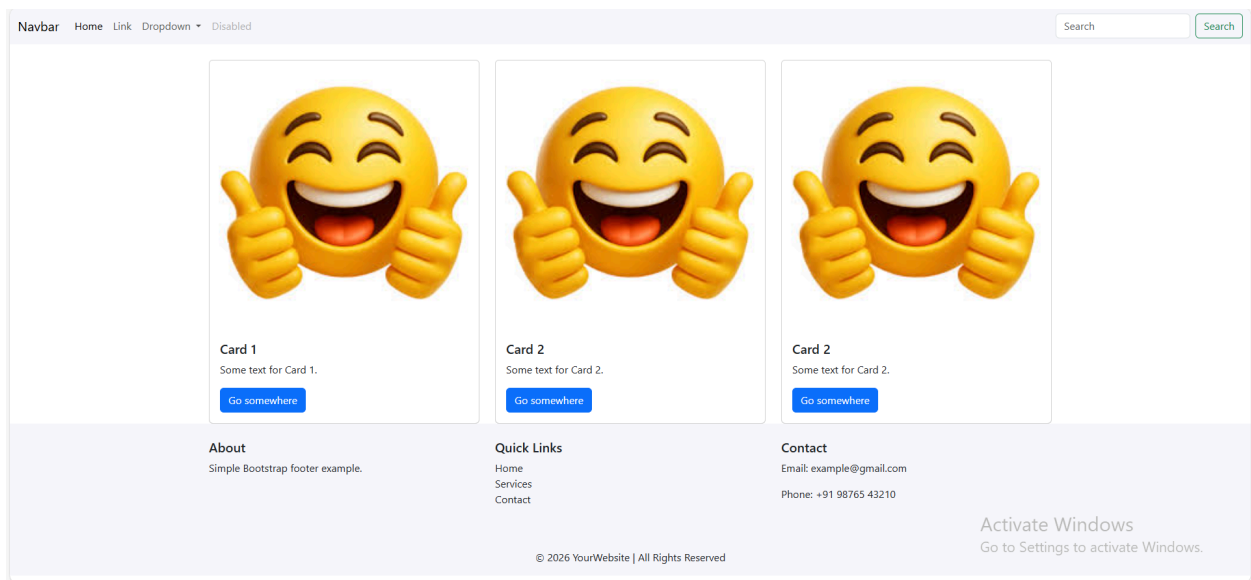 Navbar Home Link Dropdown Disabled Search Search
Card 1
Some text for Card 1.
Go somewhere
Card 2
Some text for Card 2.
Go somewhere
Card 2
Some text for Card 2.
Go somewhere
About
Simple Bootstrap footer example.
Quick Links
Home
Services
Contact
Contact
Email: example@gmail.com
Phone: +91 98765 43210
© 2026 YourWebsite | All Rights Reserved
Activate Windows
Go to Settings to activate Windows.